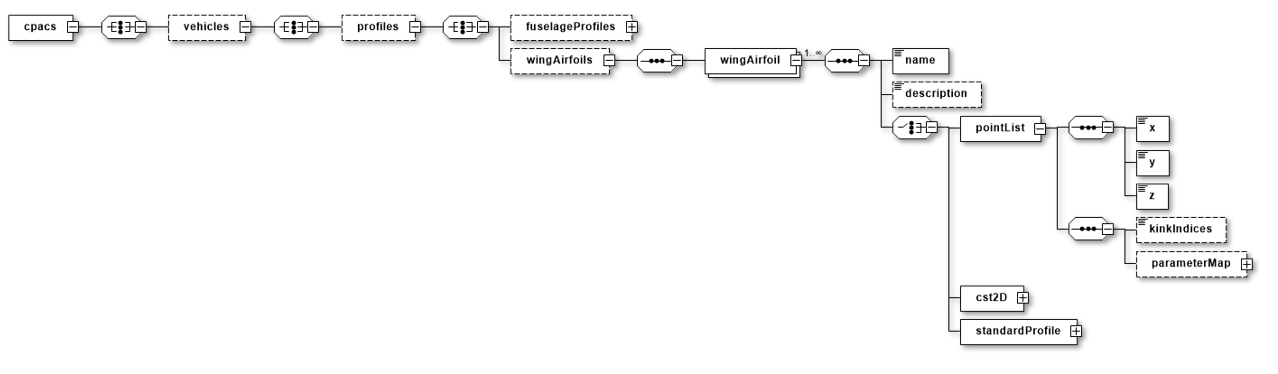 cpacs
vehicles
profiles
fuselageProfiles
wingAirfoils
wingAirfoil
1..∞
name
description
pointList
x
y
z
kinkIndices
parameterMap
cst2D
standardProfile